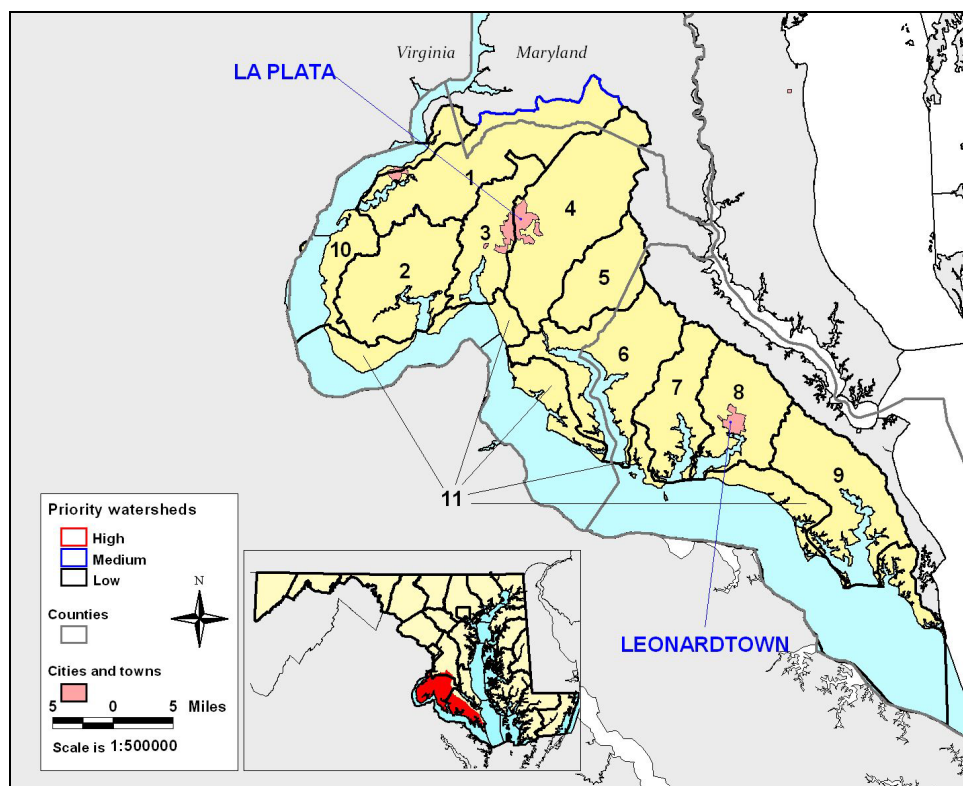 Virginia Maryland
LA PLATA
1
4
3
10
2
5
6
7
8
9
11
LEONARDTOWN
Priority watersheds
High
Medium
Low
Counties
Cities and towns
N
5 0 5 Miles
Scale is 1:500000